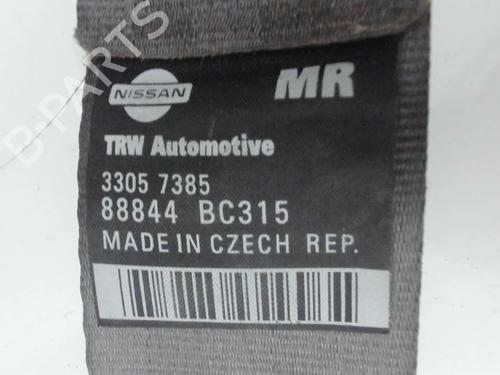 B-PARTS
NISSAN MR
TRW Automotive
3305 7385
88844 BC315
MADE IN CZECH REP.